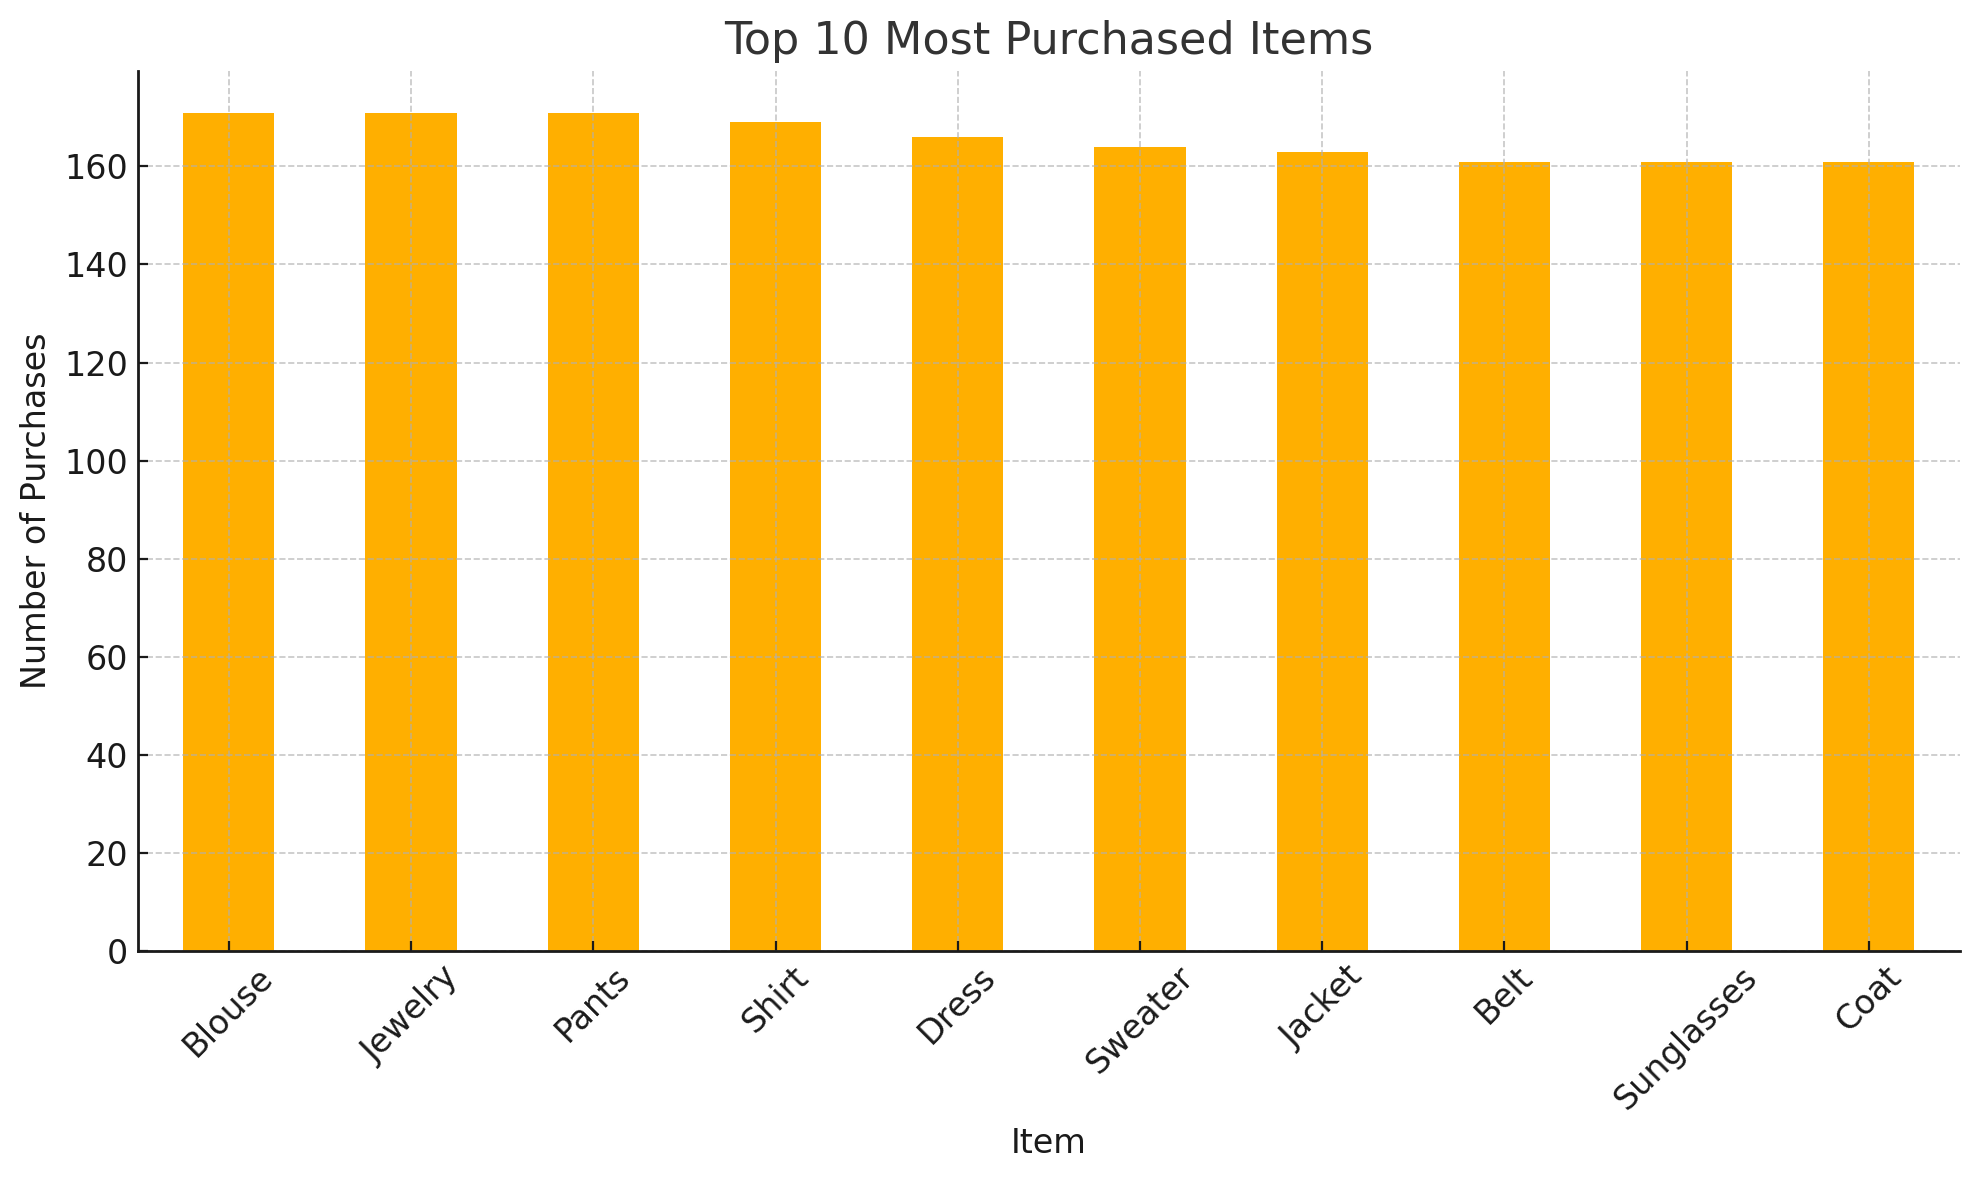 Top 10 Most Purchased Items
Number of Purchases
160
140
120
100
80
60
40
20
0
Blouse
Jewelry
Pants
Shirt
Dress
Sweater
Jacket
Belt
Sunglasses
Coat
Item